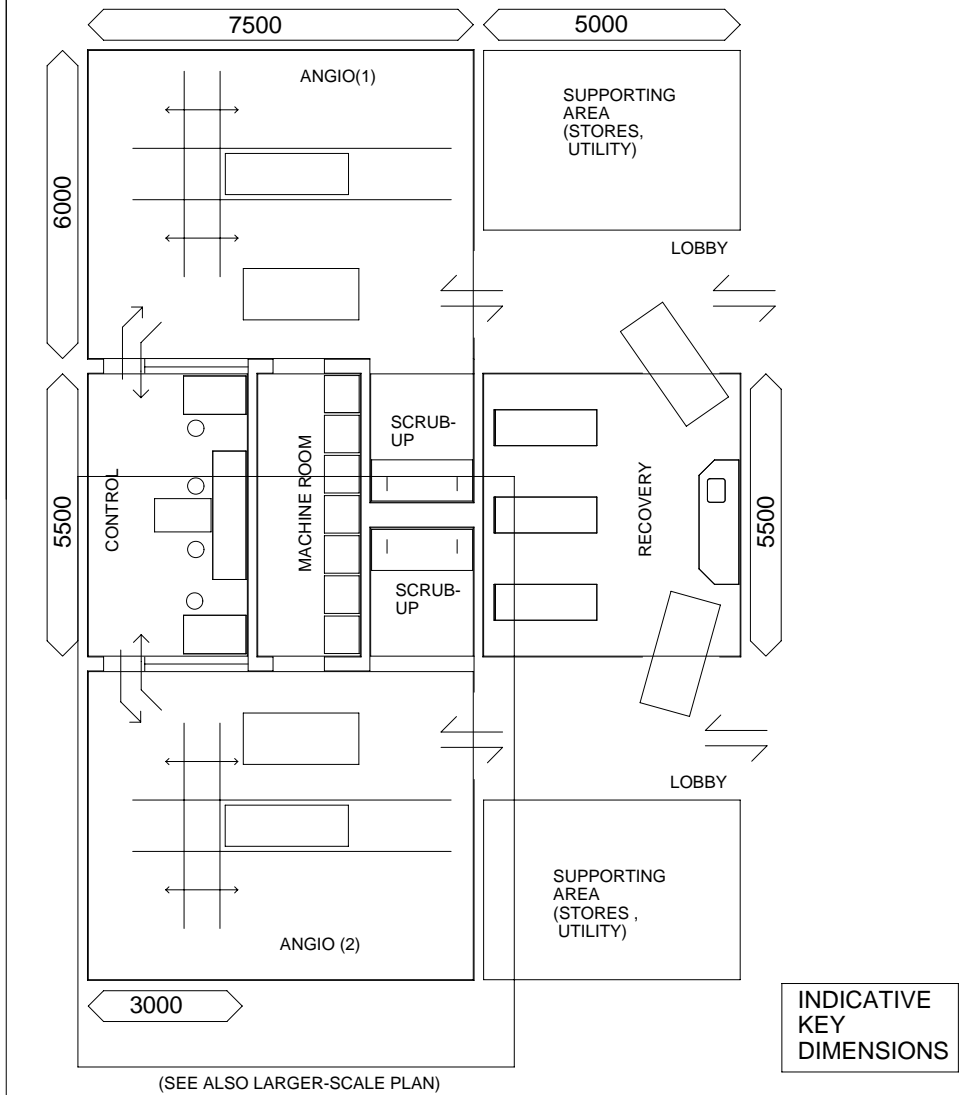 7500
5000
ANGIO(1)
SUPPORTING
AREA
(STORES,
UTILITY)
6000
LOBBY
SCRUB-
UP
CONTROL
MACHINE ROOM
RECOVERY
5500
5500
SCRUB-
UP
LOBBY
SUPPORTING
AREA
(STORES ,
UTILITY)
ANGIO (2)
3000
INDICATIVE
KEY
DIMENSIONS
(SEE ALSO LARGER-SCALE PLAN)